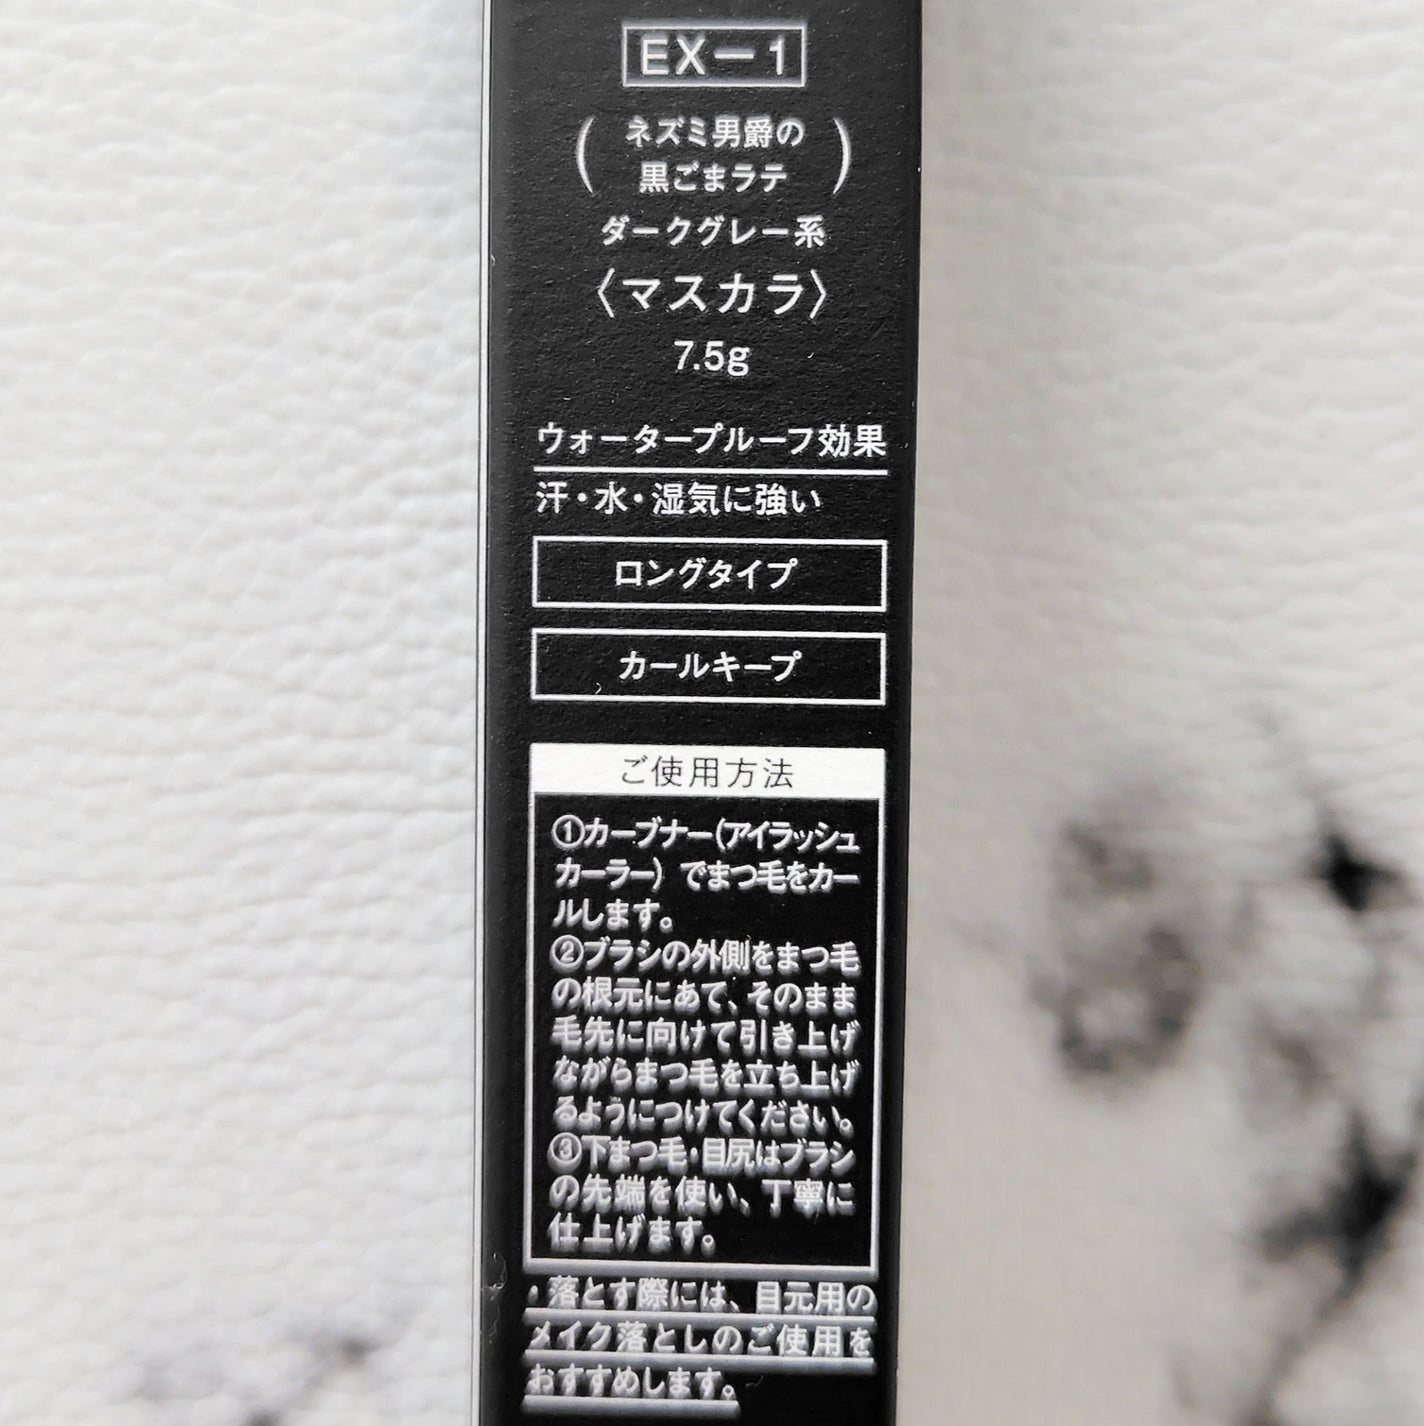 EX－1
(ネズミ男爵の
黒ごまラテ)
ダークグレー系
〈マスカラ〉
7.5g
ウォータープルーフ効果
汗・水・湿気に強い
ロングタイプ
カールキープ
ご使用方法
①カーブナー(アイラッシュ
カーラー) でまつ毛をカー
ルします。
②ブラシの外側をまつ毛
の根元にあて、そのまま
毛先に向けて引き上げ
ながらまつ毛を立ち上げ
るようにつけてください。
③下まつ毛・目尻はブラシ
の先端を使い、丁寧に
仕上げます。
・落とす際には、目元用の
メイク落としのご使用を
おすすめします。